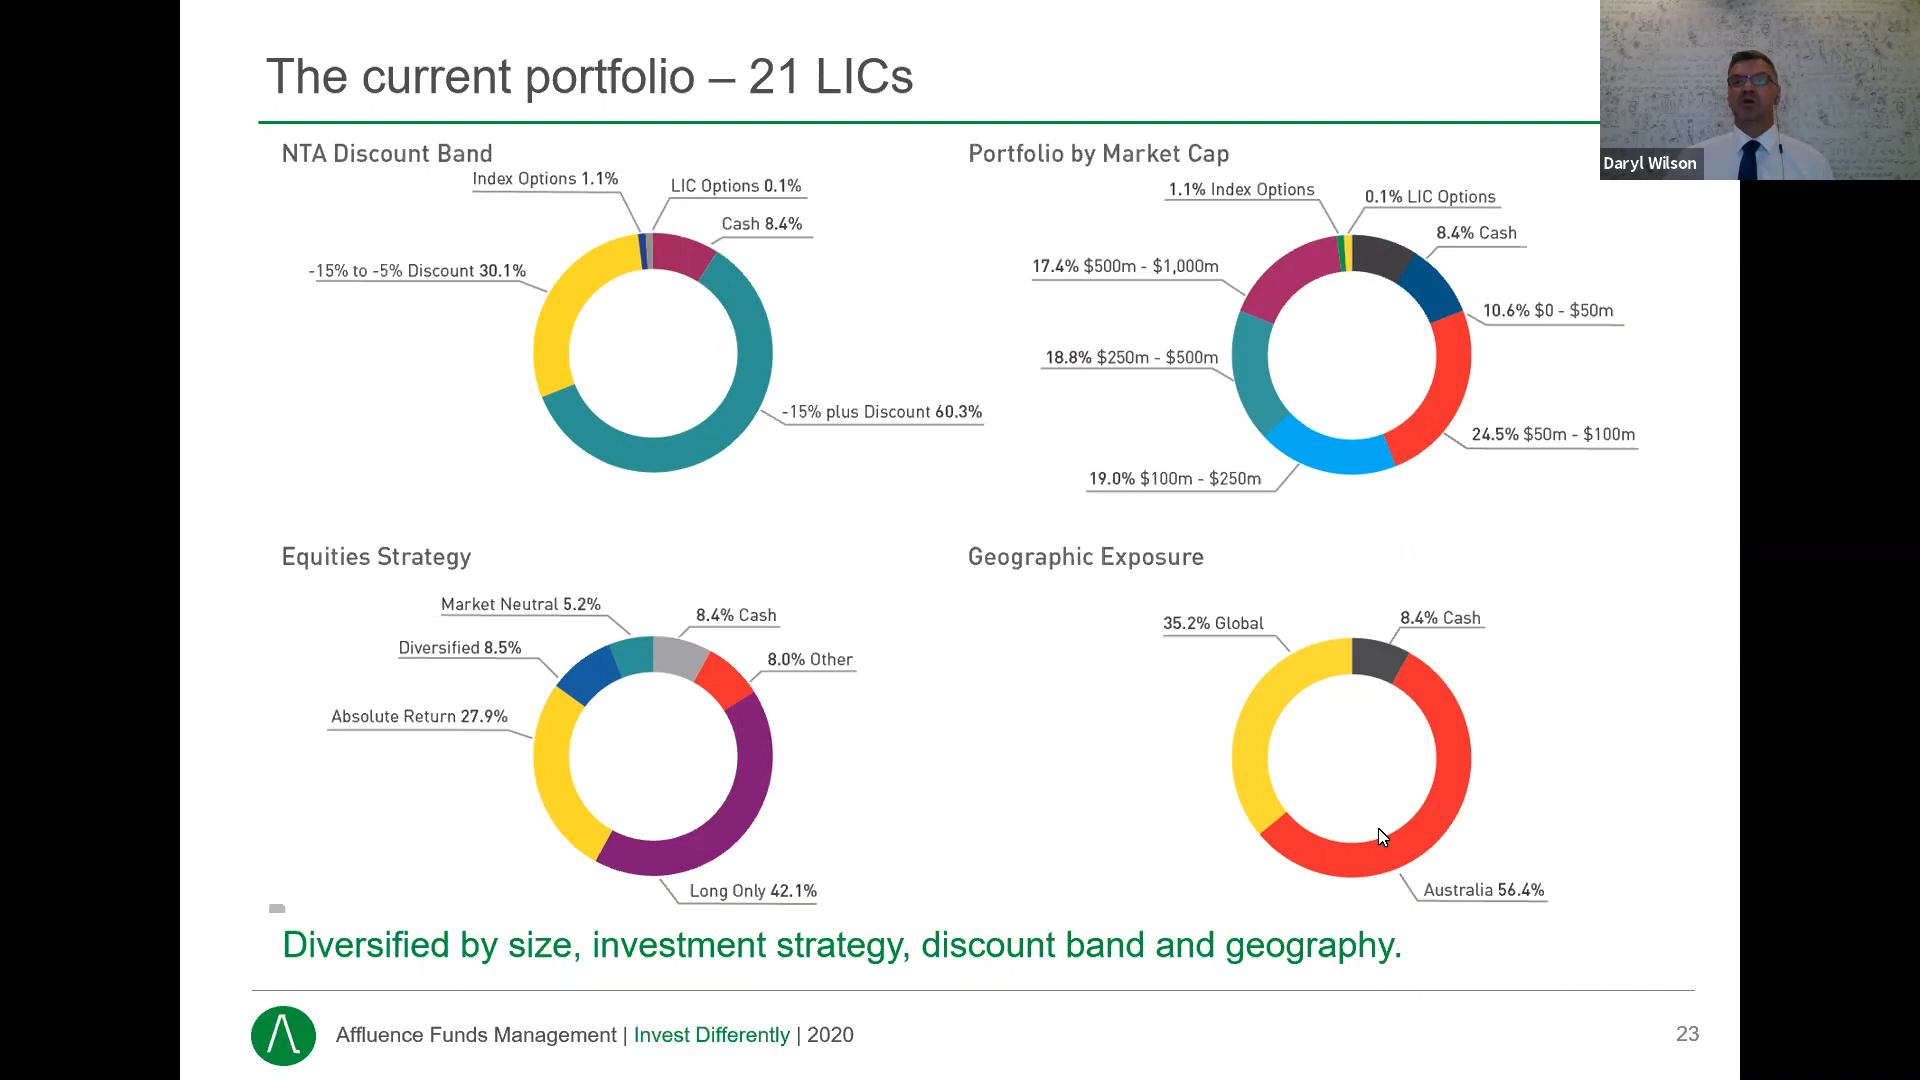 The current portfolio – 21 LICs
Daryl Wilson
NTA Discount Band
Index Options 1.1%
LIC Options 0.1%
Cash 8.4%
-15% to -5% Discount 30.1%
-15% plus Discount 60.3%
Portfolio by Market Cap
1.1% Index Options
0.1% LIC Options
8.4% Cash
17.4% $500m - $1,000m
10.6% $0 - $50m
18.8% $250m - $500m
24.5% $50m - $100m
19.0% $100m - $250m
Equities Strategy
Market Neutral 5.2%
8.4% Cash
Diversified 8.5%
8.0% Other
Absolute Return 27.9%
Long Only 42.1%
Geographic Exposure
35.2% Global
8.4% Cash
Australia 56.4%
Diversified by size, investment strategy, discount band and geography.
Affluence Funds Management | Invest Differently | 2020
23